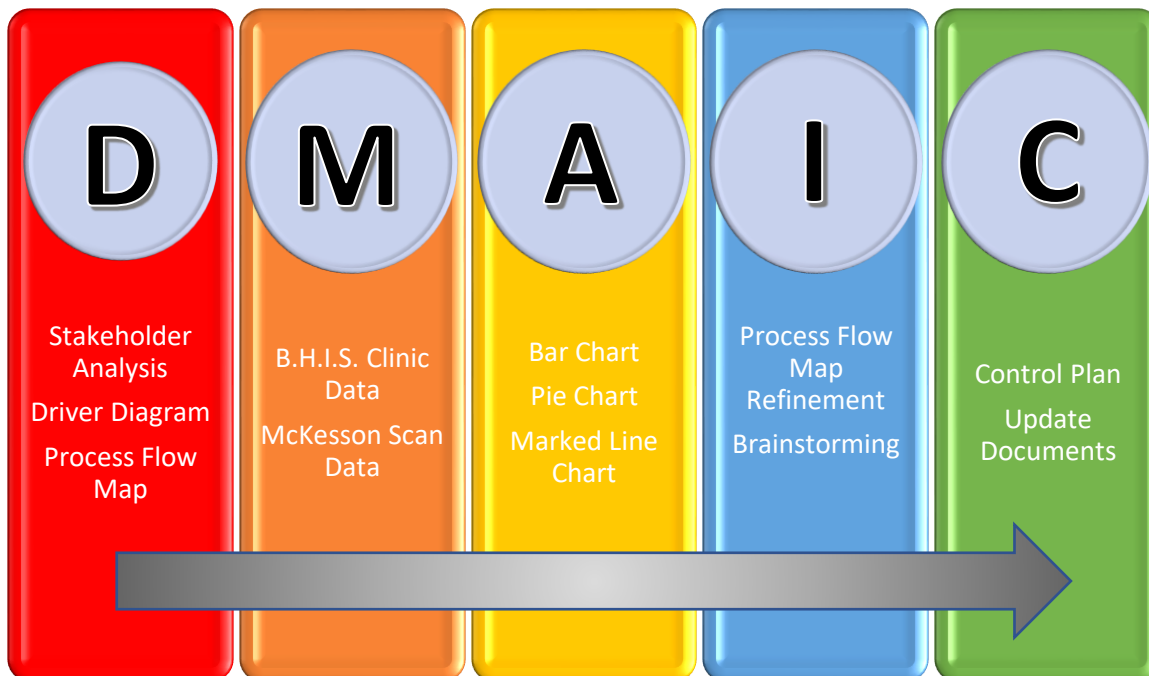 D
Stakeholder
Analysis
Driver Diagram
Process Flow
Map
M
B.H.I.S. Clinic
Data
McKesson Scan
Data
A
Bar Chart
Pie Chart
Marked Line
Chart
I
Process Flow
Map
Refinement
Brainstorming
C
Control Plan
Update
Documents